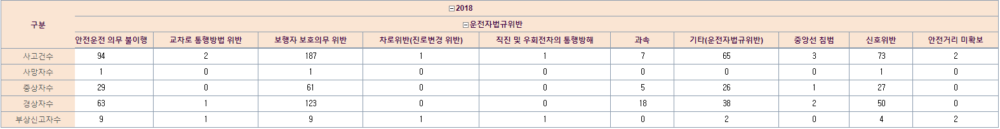 구분
2018
운전자법규위반
안전운전 의무 불이행 교차로 통행방법 위반 보행자 보호의무 위반 차로위반(진로변경 위반) 직진 및 우회전차의 통행방해 과속 기타(운전자법규위반) 중앙선 침범 신호위반 안전거리 미확보
사고건수 94 2 187 1 1 7 65 3 73 2
사망자수 1 0 1 0 0 0 0 0 1 0
중상자수 29 0 61 0 0 5 26 1 27 0
경상자수 63 1 123 0 0 18 38 2 50 0
부상신고자수 9 1 9 1 1 0 2 0 4 2